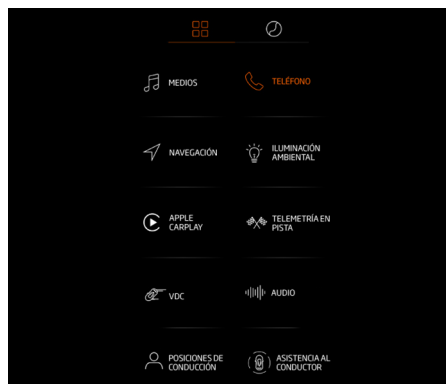 MEDIOS
TELÉFONO
NAVEGACIÓN
ILUMINACIÓN
AMBIENTAL
APPLE
CARPLAY
TELEMETRÍA EN
PISTA
VDC
AUDIO
POSICIONES DE
CONDUCCIÓN
ASISTENCIA AL
CONDUCTOR